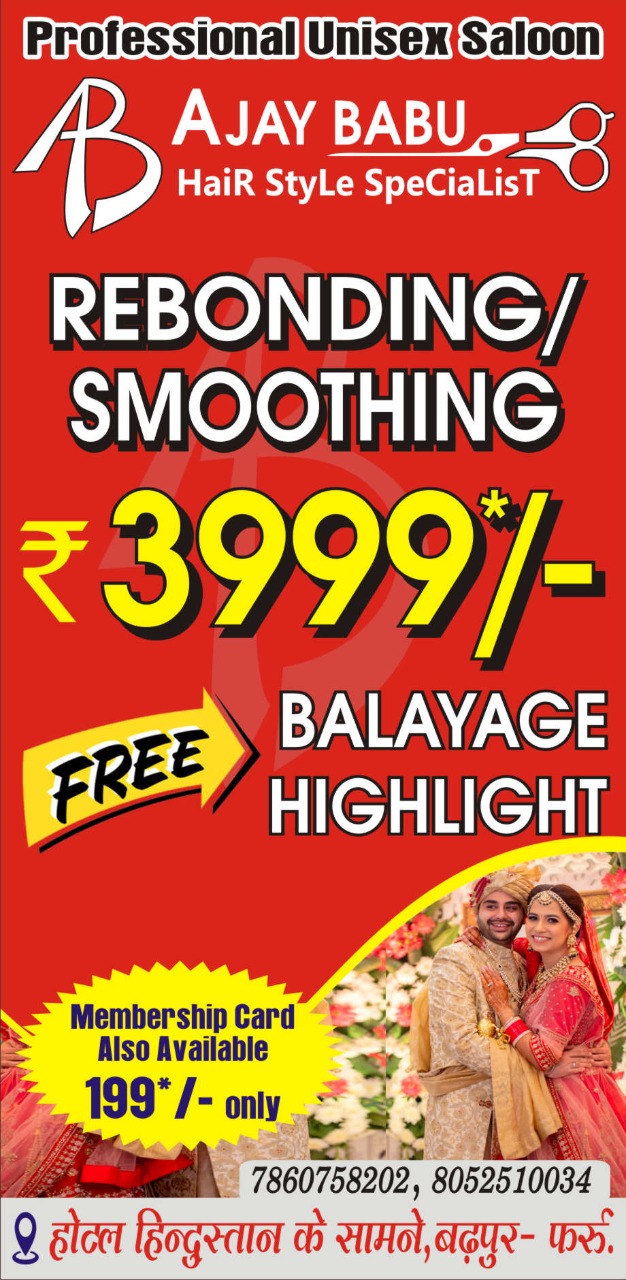 Professional Unisex Saloon
AB
AJAY BABU
HaiR StyLe SpeCiaLisT
REBONDING/
SMOOTHING
₹3999*/-
FREE
BALAYAGE
HIGHLIGHT
Membership Card
Also Available
199*/- only
7860758202, 8052510034
होटल हिन्दुस्तान के सामने,बढ़पुर- फर्रु.